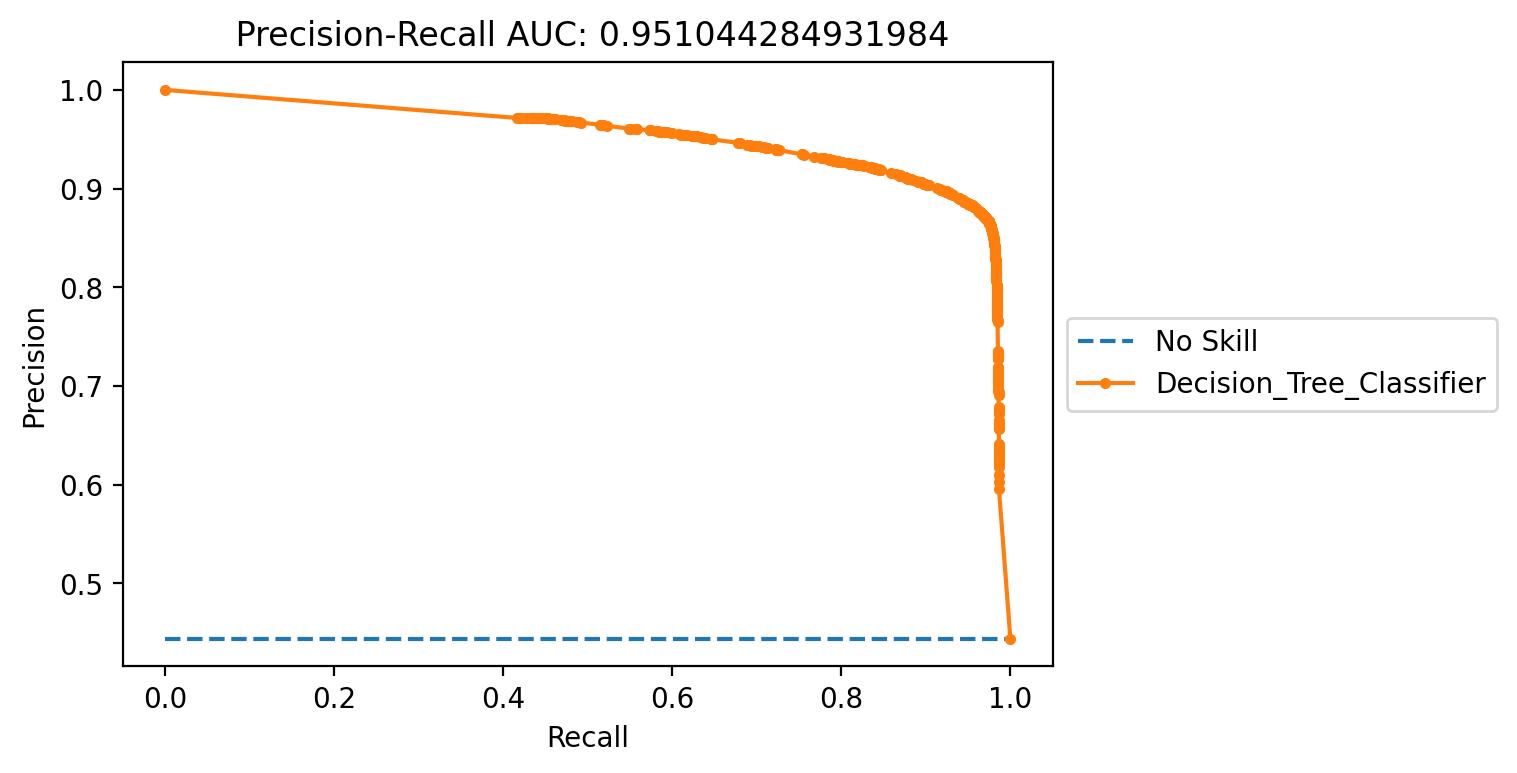 Precision-Recall AUC: 0.951044284931984
1.0
0.9
0.8
0.7
0.6
0.5
Precision
0.0 0.2 0.4 0.6 0.8 1.0
Recall
No Skill
Decision_Tree_Classifier